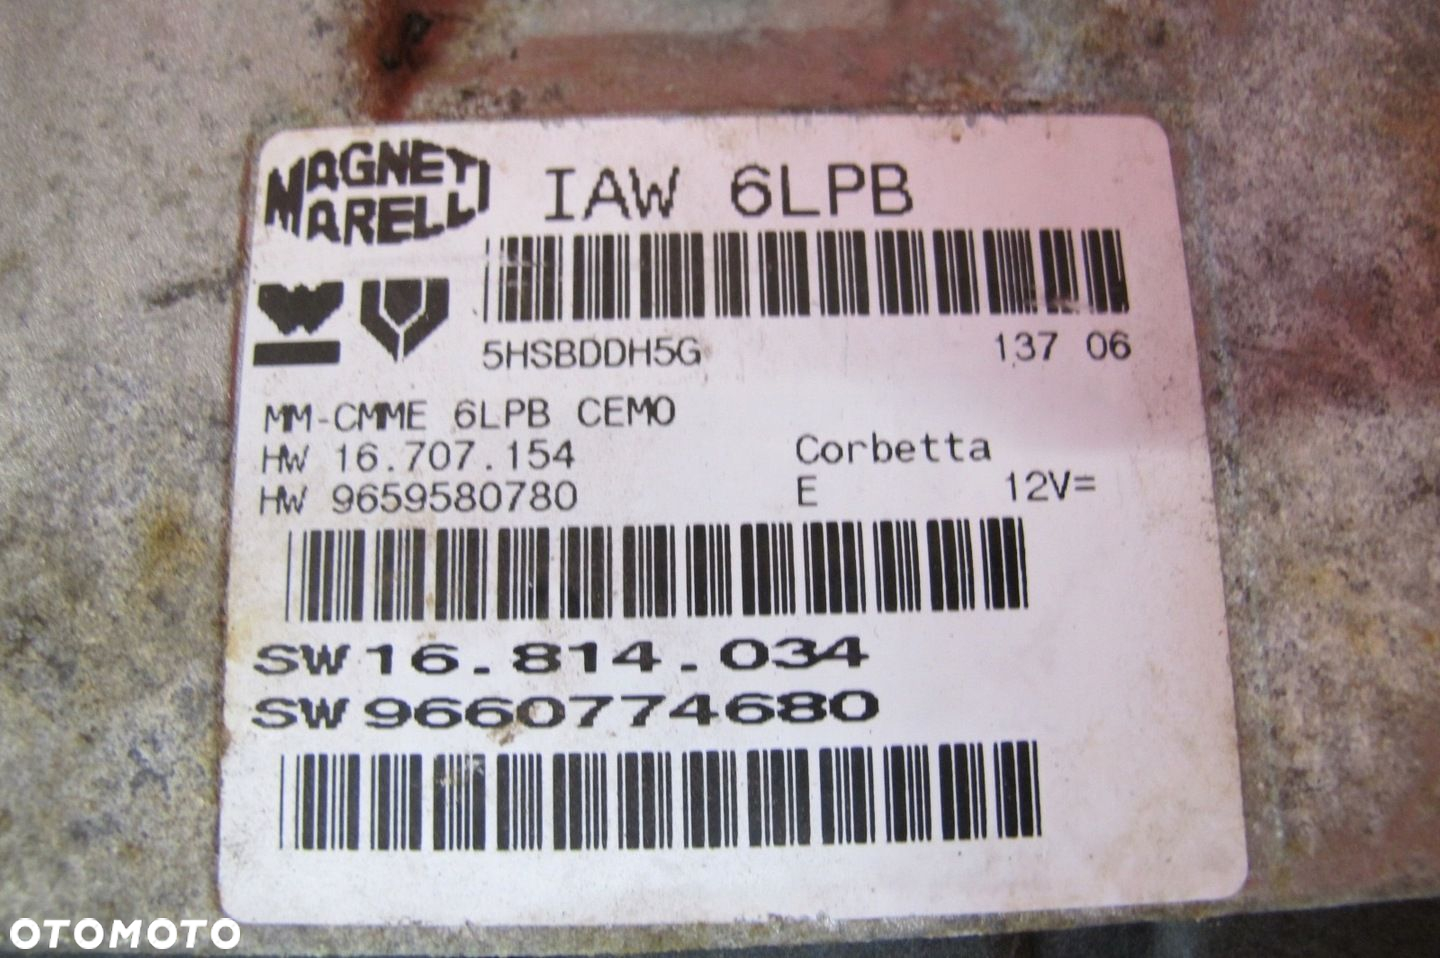 MAGNETI
MARELLI
IAW 6LPB
5HSBDDH5G 137 06
MM-CMME 6LPB CEMO
HW 16.707.154 Corbetta
HW 9659580780 E 12V=
SW 16.814.034
SW 9660774680
OTOMOTO